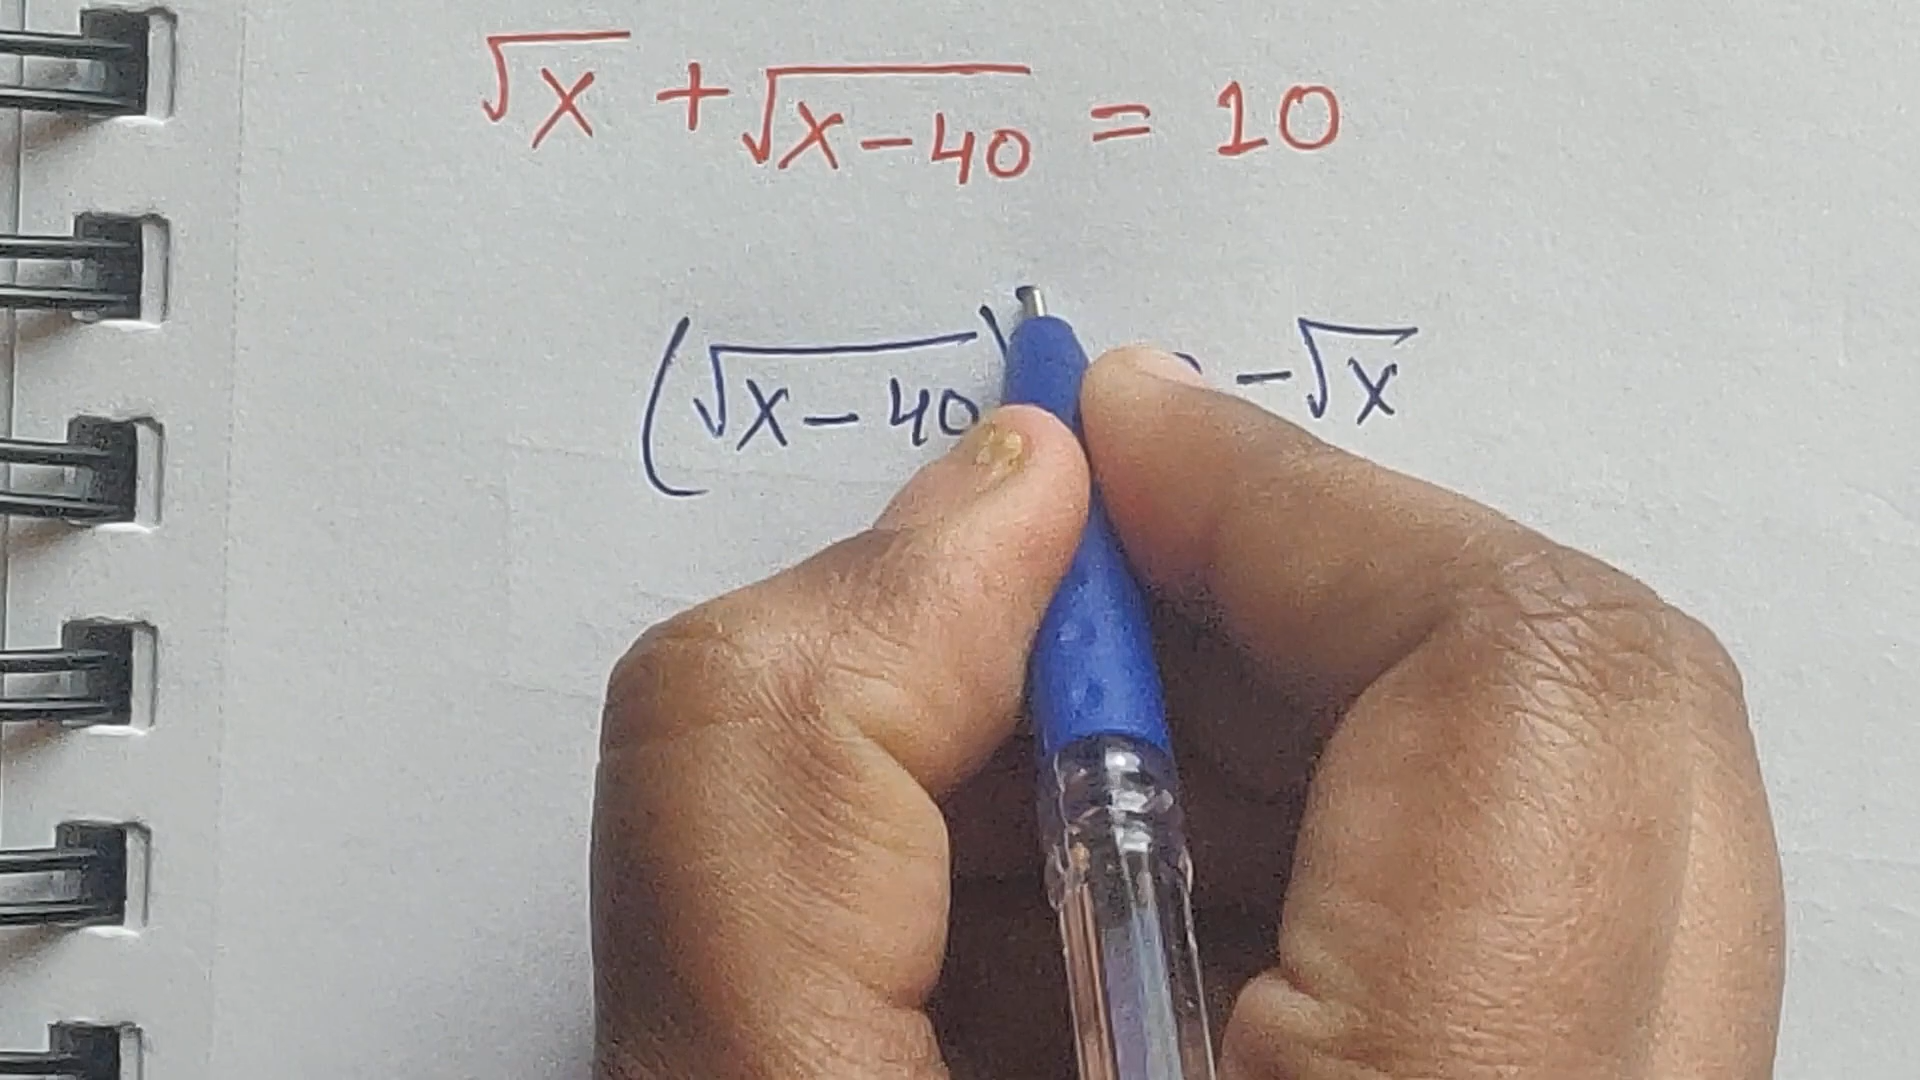 √x + √x-40 = 10
(√x-40) - √x